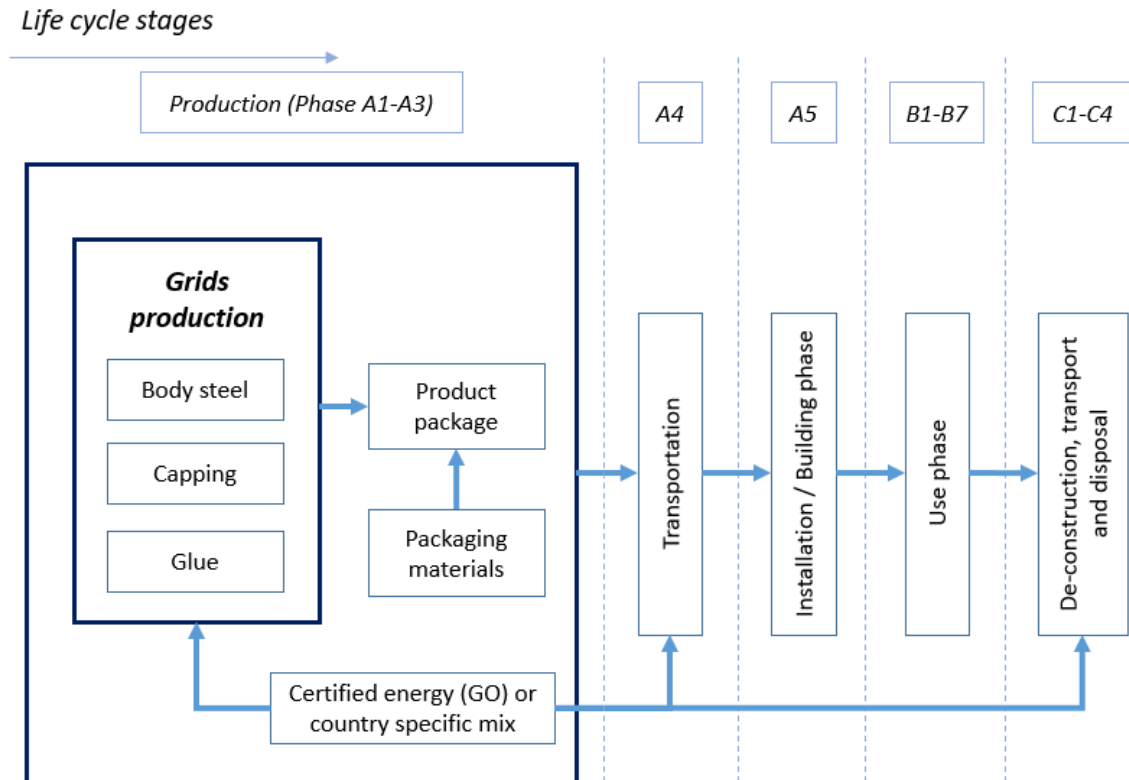 Life cycle stages
Production (Phase A1-A3)
A4
A5
B1-B7
C1-C4
Grids
production
Body steel
Capping
Glue
Product
package
Packaging
materials
Certified energy (GO) or
country specific mix
Transportation
Installation / Building phase
Use phase
De-construction, transport
and disposal